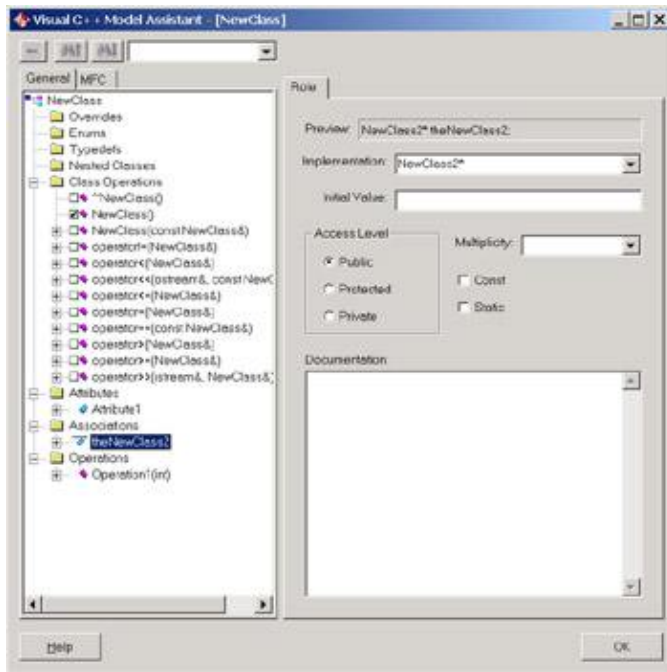 Visual C++ Model Assistant - [NewClass]
General
MFC
NewClass
Overrides
Enums
Typedefs
Nested Classes
Class Operations
~NewClass()
NewClass()
NewClass(const NewClass&)
operator!=(NewClass&)
operator<(NewClass&)
operator<<(ostream&, const NewC
operator<=(NewClass&)
operator=(NewClass&)
operator==(const NewClass&)
operator>(NewClass&)
operator>=(NewClass&)
operator>>(istream&, NewClass&)
Attributes
Attribute1
Associations
theNewClass2
Operations
Operation1(int)
Role
Preview: NewClass2* theNewClass2;
Implementation: NewClass2*
Initial Value:
Access Level
Public
Protected
Private
Multiplicity:
Const
Static
Documentation
Help
OK